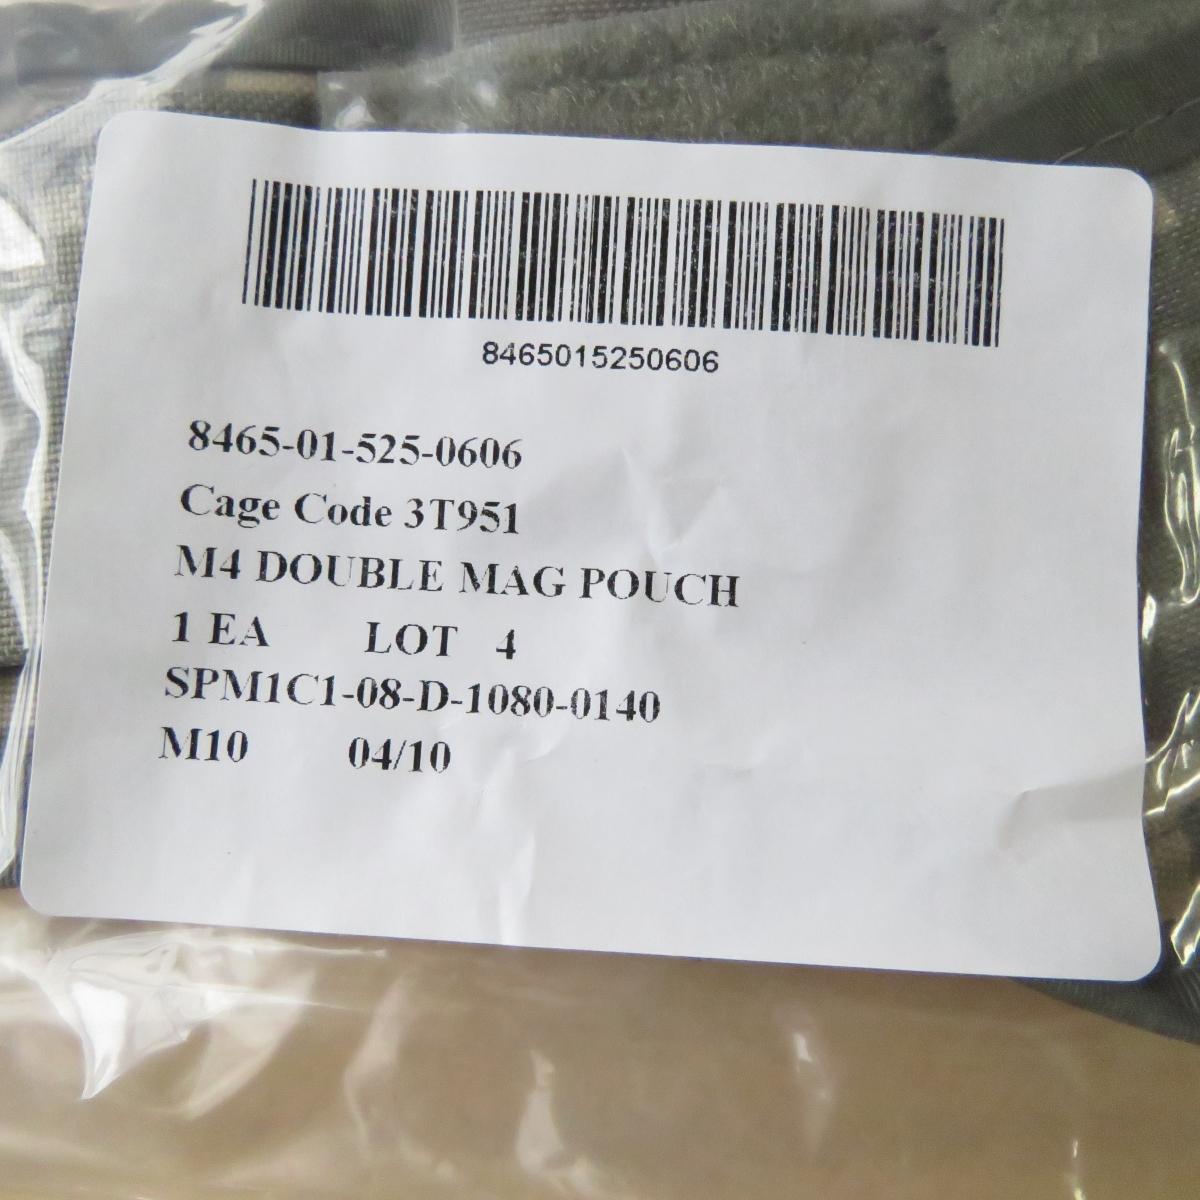 8465015250606
8465-01-525-0606
Cage Code 3T951
M4 DOUBLE MAG POUCH
1 EA LOT 4
SPM1C1-08-D-1080-0140
M10 04/10